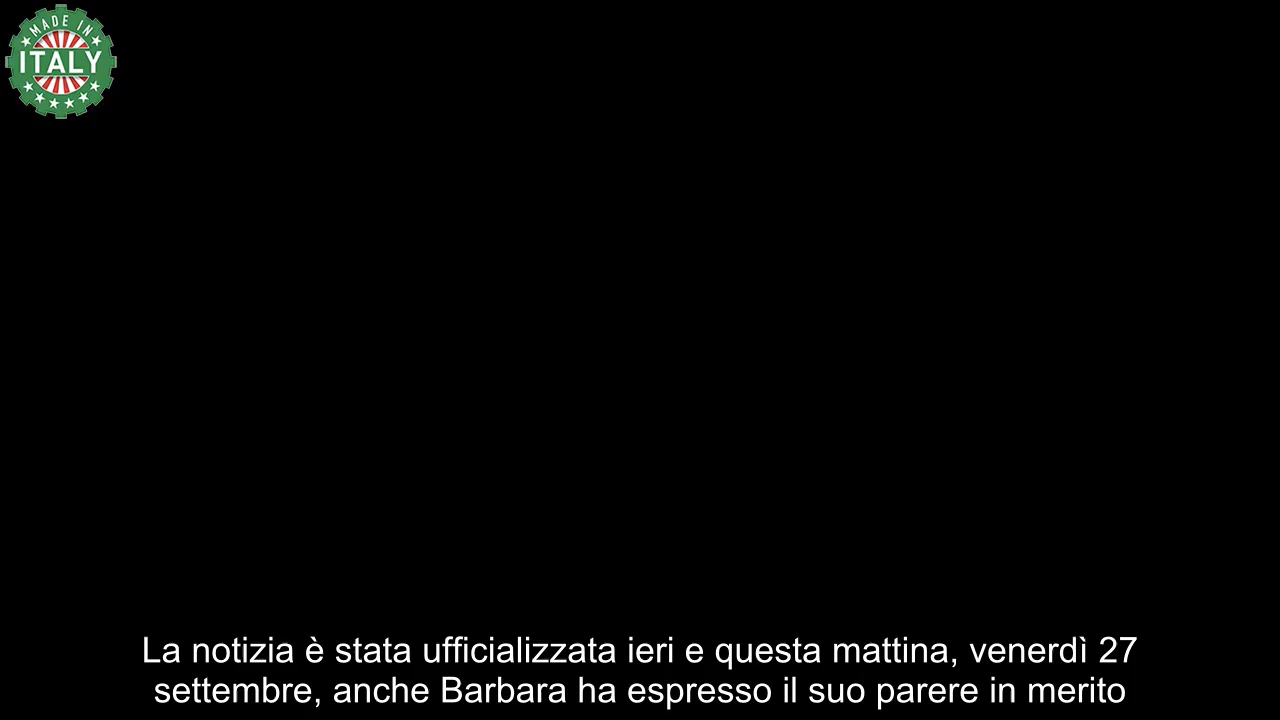 MADE IN
ITALY
La notizia è stata ufficializzata ieri e questa mattina, venerdì 27
settembre, anche Barbara ha espresso il suo parere in merito